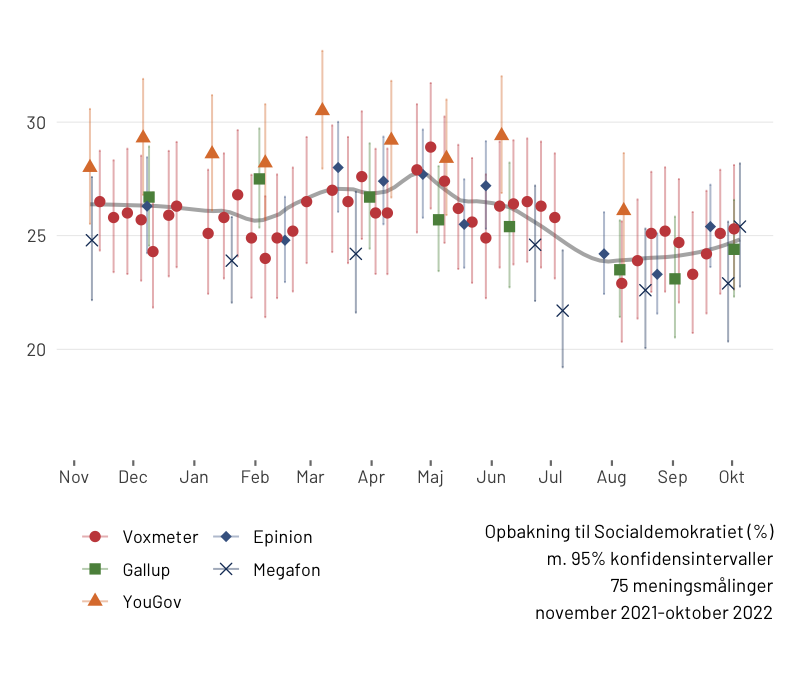 30
25
20
Nov Dec Jan Feb Mar Apr Maj Jun Jul Aug Sep Okt
Voxmeter Epinion
Gallup Megafon
YouGov
Opbakning til Socialdemokratiet (%)
m. 95% konfidensintervaller
75 meningsmålinger
november 2021-oktober 2022